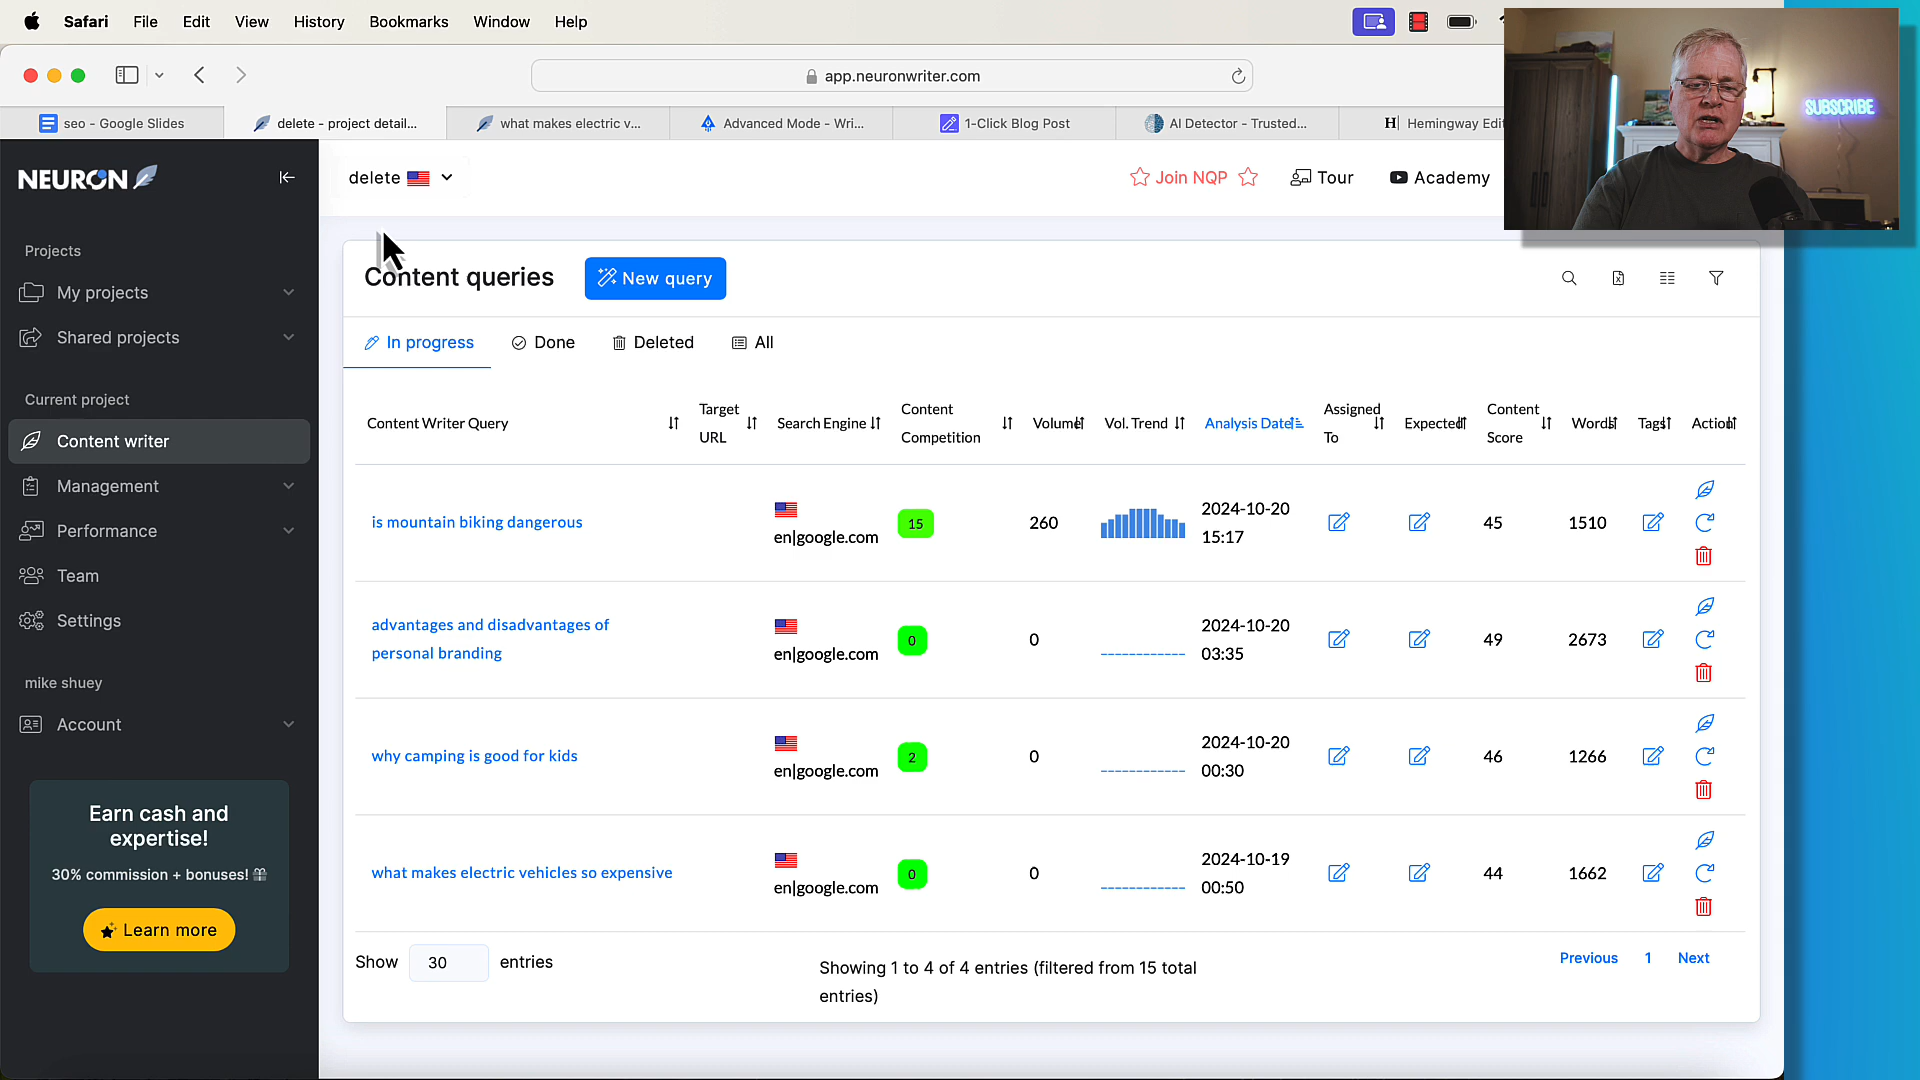 Safari File Edit View History Bookmarks Window Help
app.neuronwriter.com
seo - Google Slides
delete - project detail...
what makes electric v...
Advanced Mode - Wri...
1-Click Blog Post
AI Detector - Trusted...
H Hemingway Edit
SUBSCRIBE
NEURON
delete
Join NQP
Tour
Academy
Projects
My projects
Shared projects
Current project
Content writer
Management
Performance
Team
Settings
mike shuey
Account
Earn cash and
expertise!
30% commission + bonuses!
Learn more
Content queries
New query
In progress Done Deleted All
Content Writer Query
Target
URL
Search Engine
Content
Competition
Volume
Vol. Trend
Analysis Date
Assigned
To
Expected
Content
Score
Words
Tags
Action
is mountain biking dangerous
en|google.com
15
260
2024-10-20
15:17
45
1510
advantages and disadvantages of
personal branding
en|google.com
0
0
2024-10-20
03:35
49
2673
why camping is good for kids
en|google.com
2
0
2024-10-20
00:30
46
1266
what makes electric vehicles so expensive
en|google.com
0
0
2024-10-19
00:50
44
1662
Show 30 entries
Showing 1 to 4 of 4 entries (filtered from 15 total
entries)
Previous 1 Next